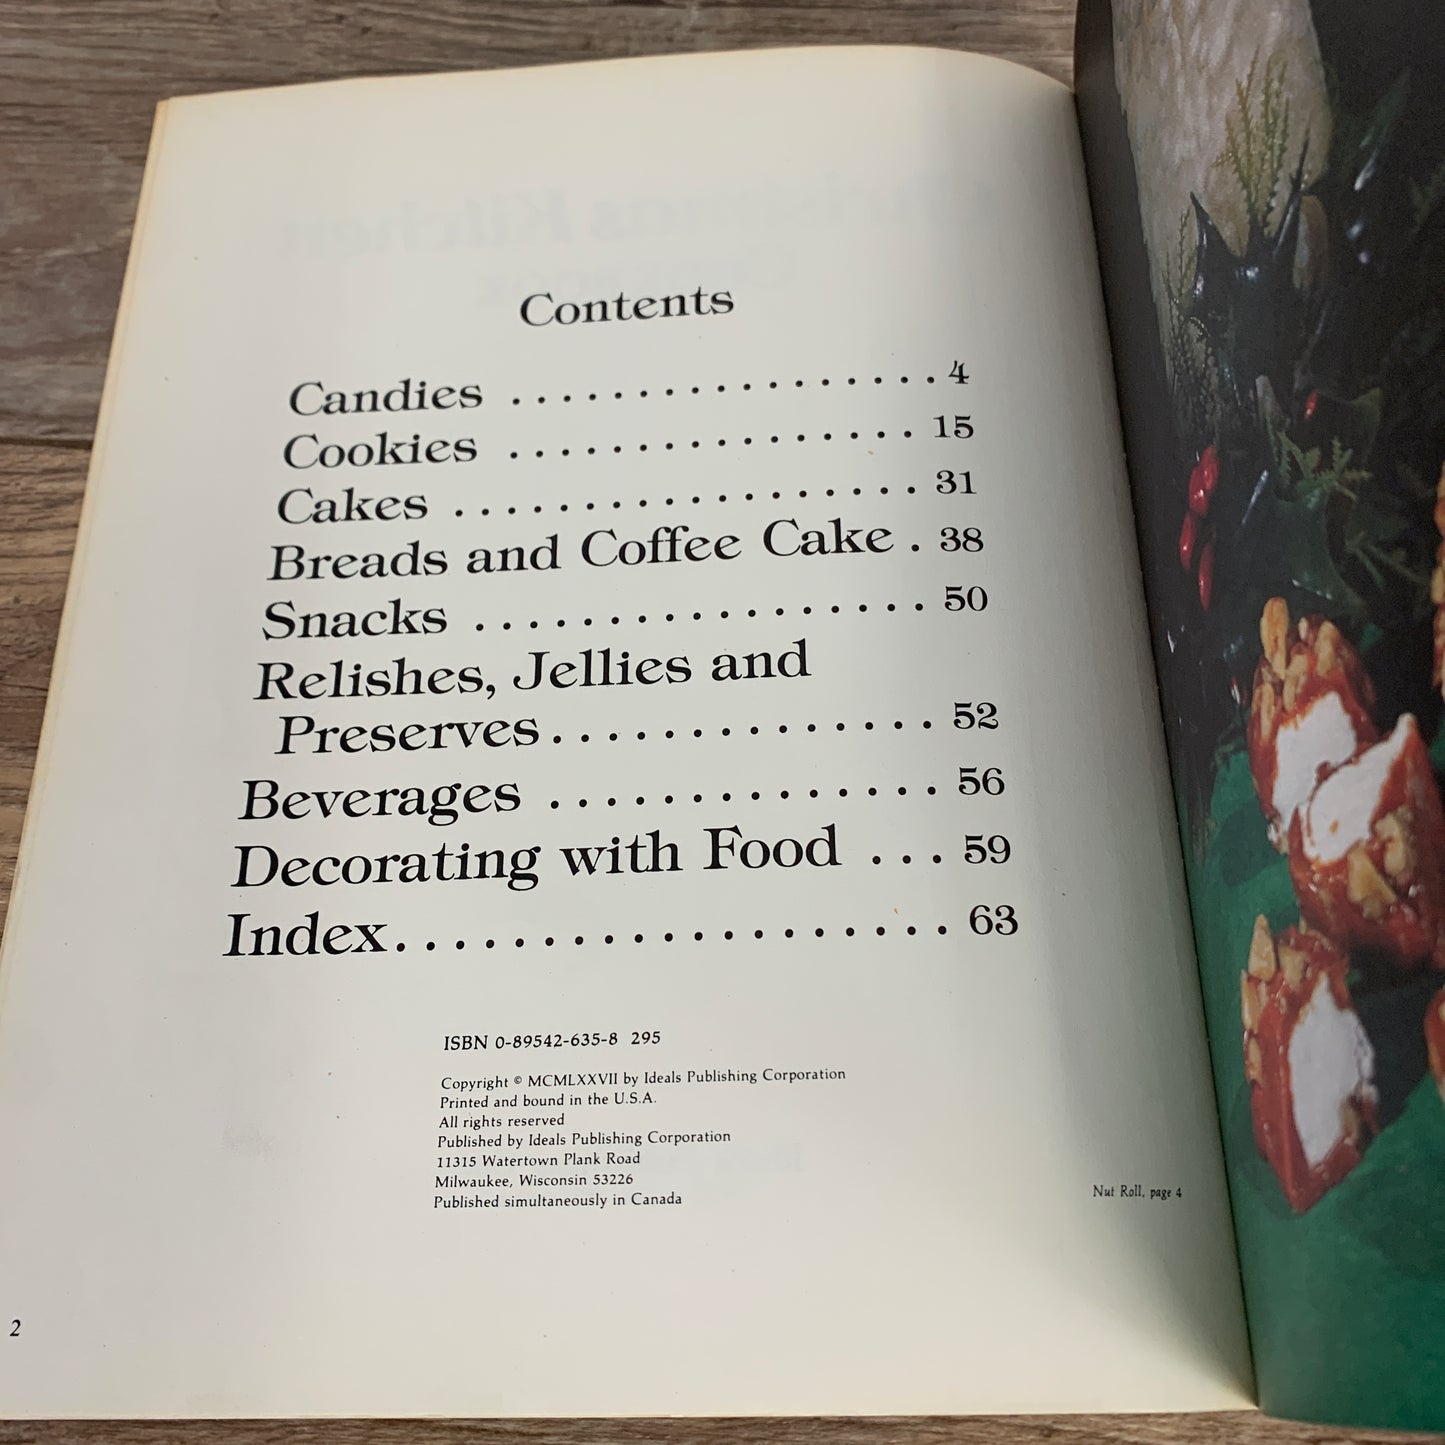 Contents
Candies . . . . . . . . . . . . . . . . . 4
Cookies . . . . . . . . . . . . . . . . 15
Cakes . . . . . . . . . . . . . . . . . . 31
Breads and Coffee Cake . 38
Snacks . . . . . . . . . . . . . . . . . 50
Relishes, Jellies and
Preserves. . . . . . . . . . . . . . 52
Beverages . . . . . . . . . . . . . . 56
Decorating with Food . . . 59
Index. . . . . . . . . . . . . . . . . . . 63
ISBN 0-89542-635-8 295
Copyright © MCMLXXVII by Ideals Publishing Corporation
Printed and bound in the U.S.A.
All rights reserved
Published by Ideals Publishing Corporation
11315 Watertown Plank Road
Milwaukee, Wisconsin 53226
Published simultaneously in Canada
Nut Roll, page 4
2